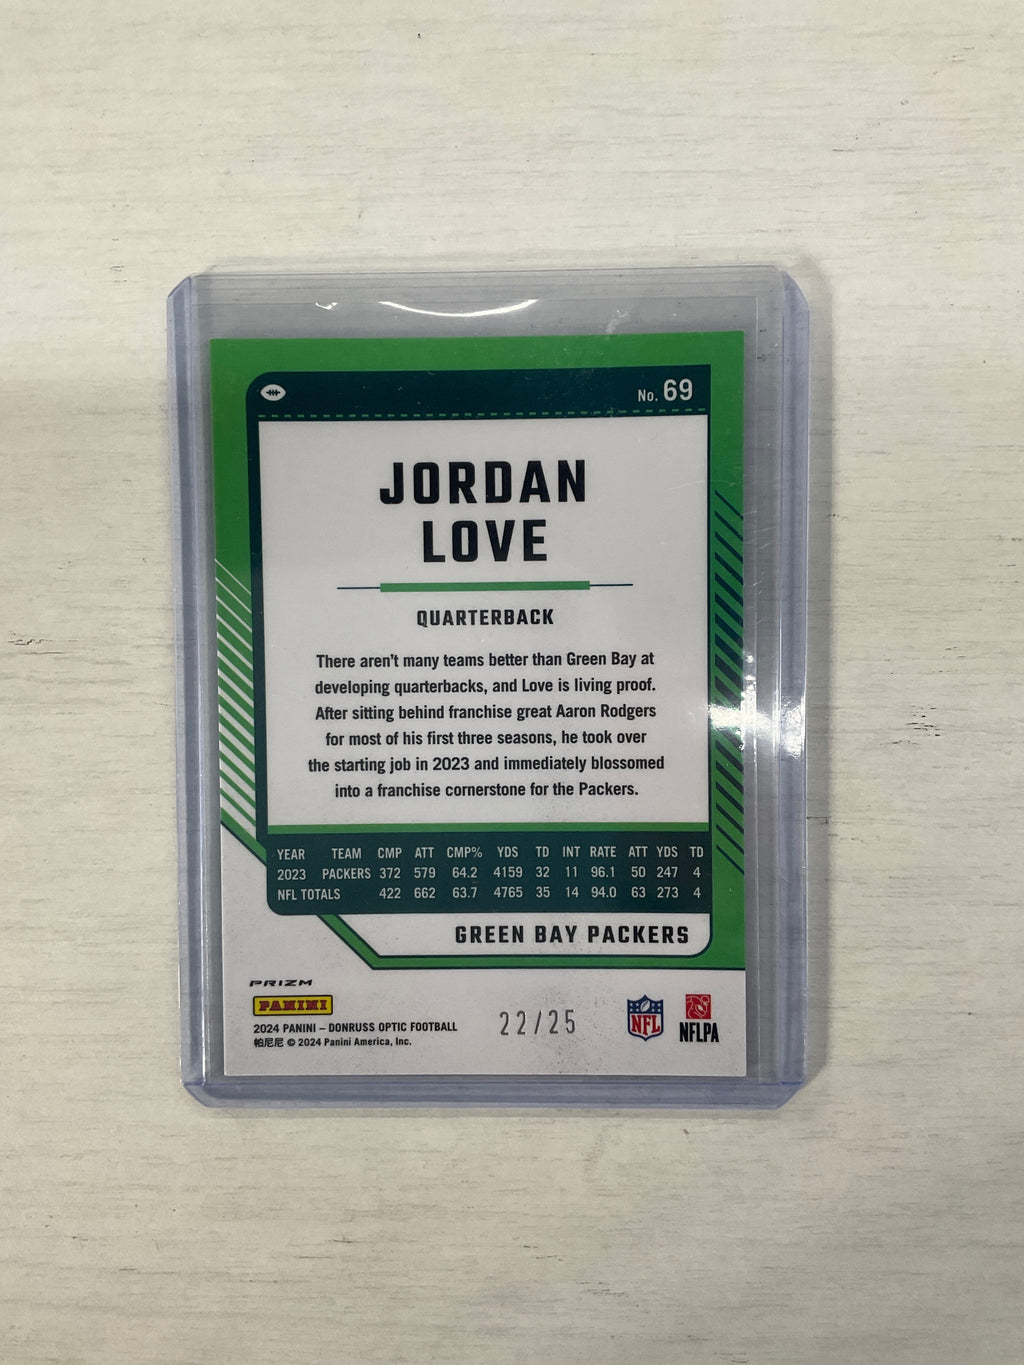 No. 69
JORDAN
LOVE
QUARTERBACK
There aren't many teams better than Green Bay at
developing quarterbacks, and Love is living proof.
After sitting behind franchise great Aaron Rodgers
for most of his first three seasons, he took over
the starting job in 2023 and immediately blossomed
into a franchise cornerstone for the Packers.
YEAR TEAM CMP ATT CMP% YDS TD INT RATE ATT YDS TD
2023 PACKERS 372 579 64.2 4159 32 11 96.1 50 247 4
NFL TOTALS 422 662 63.7 4765 35 14 94.0 63 273 4
GREEN BAY PACKERS
PRIZM
PANINI
2024 PANINI – DONRUSS OPTIC FOOTBALL
帕尼尼 © 2024 Panini America, Inc.
22/25
NFL
NFLPA